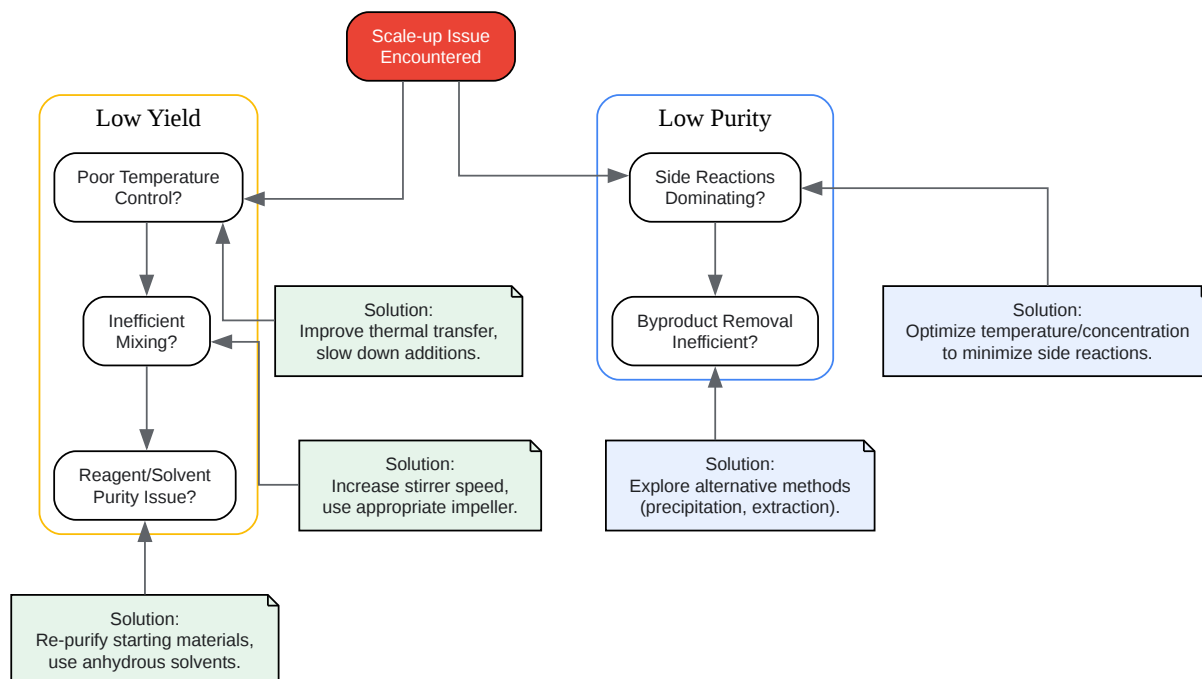 Scale-up Issue
Encountered
Low Yield
Poor Temperature
Control?
Inefficient
Mixing?
Reagent/Solvent
Purity Issue?
Solution:
Improve thermal transfer,
slow down additions.
Solution:
Increase stirrer speed,
use appropriate impeller.
Solution:
Re-purify starting materials,
use anhydrous solvents.
Low Purity
Side Reactions
Dominating?
Byproduct Removal
Inefficient?
Solution:
Optimize temperature/concentration
to minimize side reactions.
Solution:
Explore alternative methods
(precipitation, extraction).